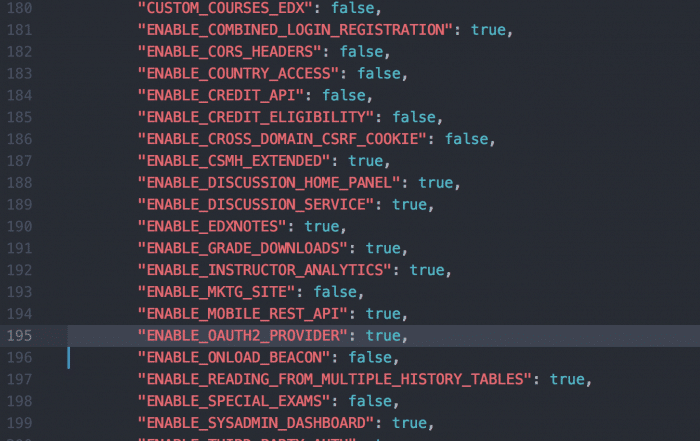 180 "CUSTOM_COURSES_EDX": false,
181 "ENABLE_COMBINED_LOGIN_REGISTRATION": true,
182 "ENABLE_CORS_HEADERS": false,
183 "ENABLE_COUNTRY_ACCESS": false,
184 "ENABLE_CREDIT_API": false,
185 "ENABLE_CREDIT_ELIGIBILITY": false,
186 "ENABLE_CROSS_DOMAIN_CSRF_COOKIE": false,
187 "ENABLE_CSMH_EXTENDED": true,
188 "ENABLE_DISCUSSION_HOME_PANEL": true,
189 "ENABLE_DISCUSSION_SERVICE": true,
190 "ENABLE_EDXNOTES": true,
191 "ENABLE_GRADE_DOWNLOADS": true,
192 "ENABLE_INSTRUCTOR_ANALYTICS": true,
193 "ENABLE_MKTG_SITE": false,
194 "ENABLE_MOBILE_REST_API": true,
195 "ENABLE_OAUTH2_PROVIDER": true,
196 "ENABLE_ONLOAD_BEACON": false,
197 "ENABLE_READING_FROM_MULTIPLE_HISTORY_TABLES": true,
198 "ENABLE_SPECIAL_EXAMS": false,
199 "ENABLE_SYSADMIN_DASHBOARD": true,